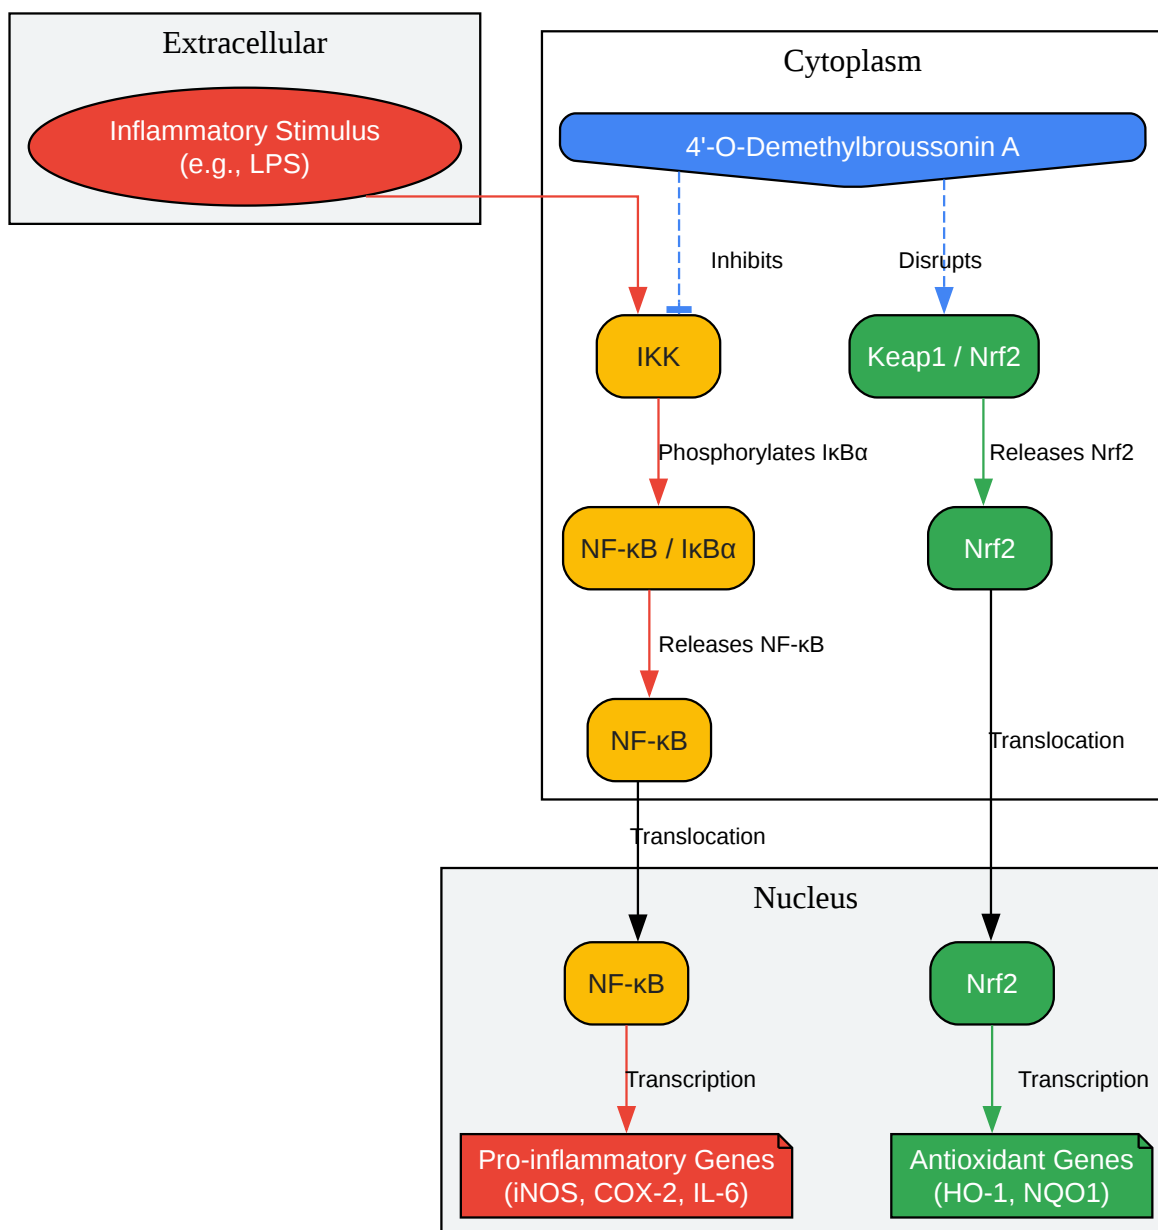 Extracellular
Inflammatory Stimulus
(e.g., LPS)
Cytoplasm
4'-O-Demethylbroussonin A
Inhibits
Disrupts
IKK
Keap1 / Nrf2
Phosphorylates IκBα
Releases Nrf2
NF-κB / IκBα
Nrf2
Releases NF-κB
NF-κB
Translocation
Translocation
Nucleus
NF-κB
Nrf2
Transcription
Transcription
Pro-inflammatory Genes
(iNOS, COX-2, IL-6)
Antioxidant Genes
(HO-1, NQO1)